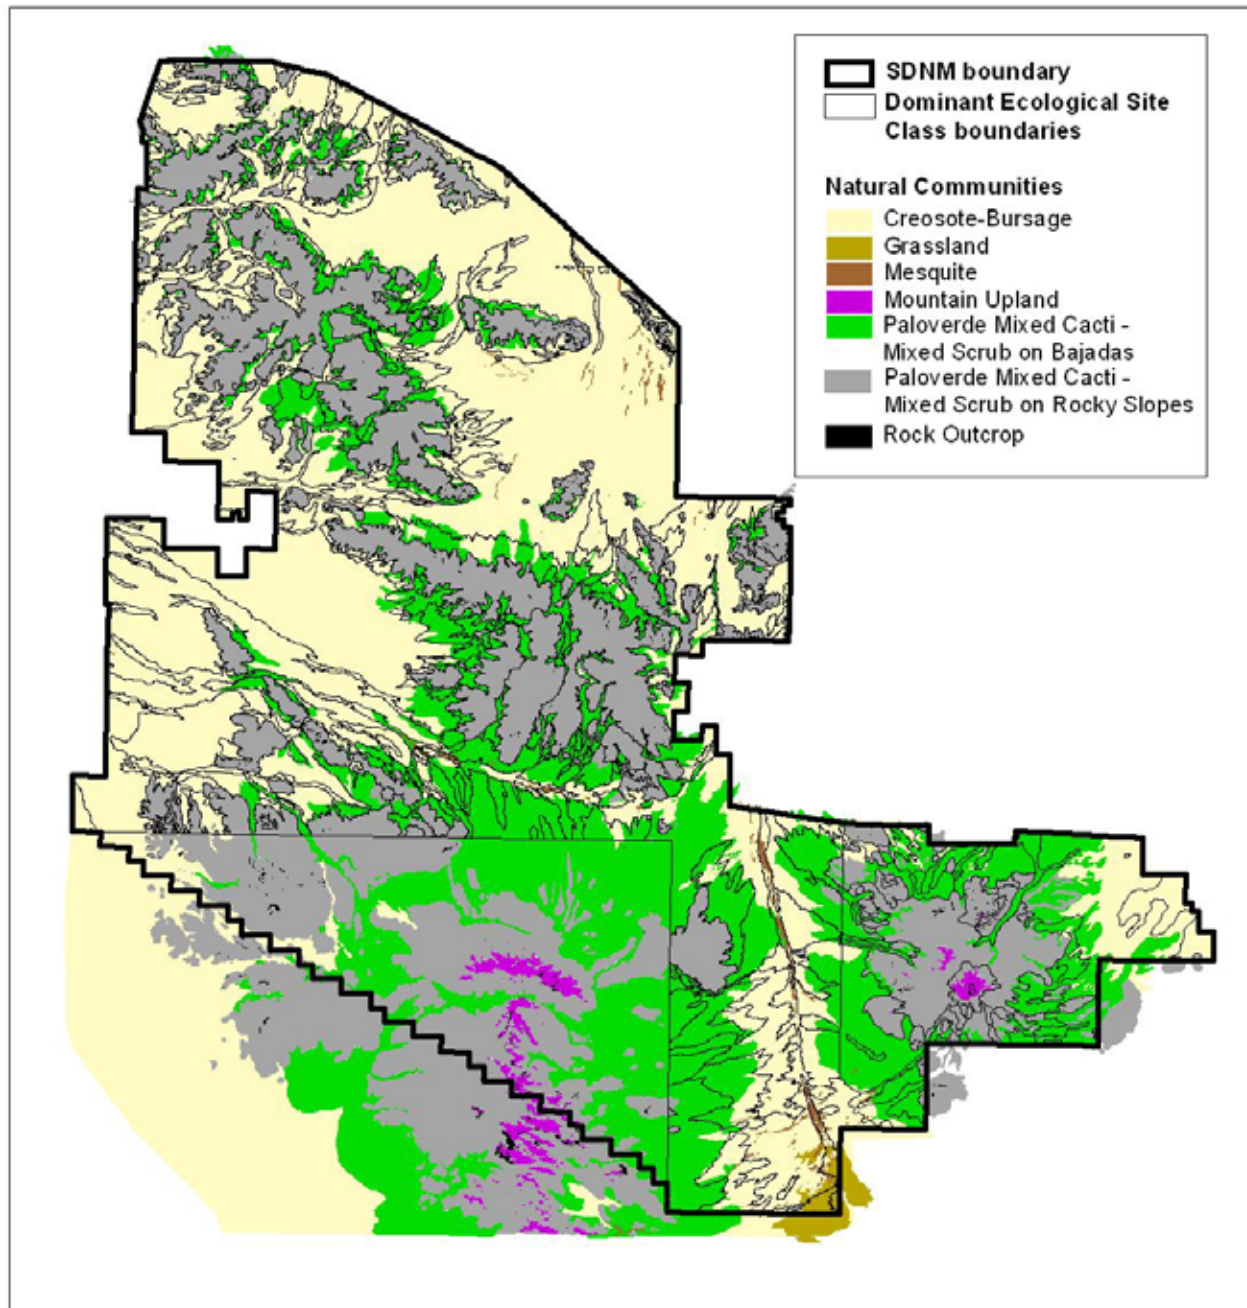 SDNM boundary
Dominant Ecological Site
Class boundaries
Natural Communities
Creosote-Bursage
Grassland
Mesquite
Mountain Upland
Paloverde Mixed Cacti -
Mixed Scrub on Bajadas
Paloverde Mixed Cacti -
Mixed Scrub on Rocky Slopes
Rock Outcrop